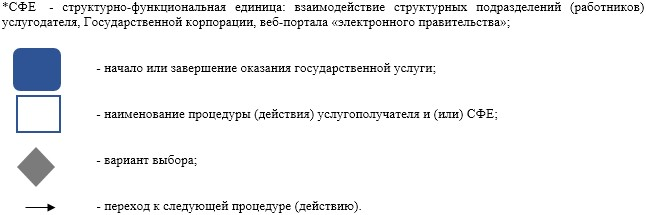 *СФЕ - структурно-функциональная единица: взаимодействие структурных подразделений (работников)
услугодателя, Государственной корпорации, веб-портала «электронного правительства»;
- начало или завершение оказания государственной услуги;
- наименование процедуры (действия) услугополучателя и (или) СФЕ;
- вариант выбора;
- переход к следующей процедуре (действию).